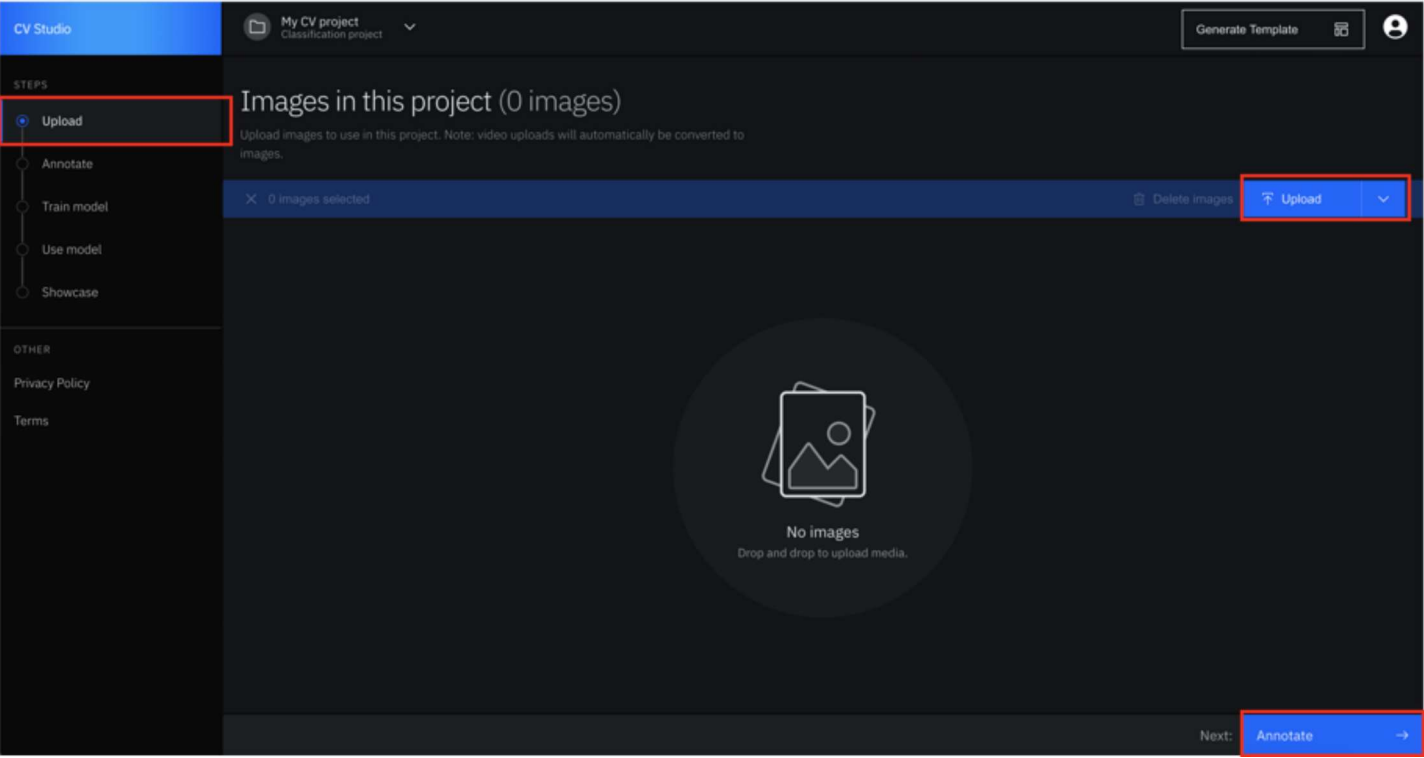 CV Studio
My CV project
Classification project
Generate Template
STEPS
Upload
Annotate
Train model
Use model
Showcase
OTHER
Privacy Policy
Terms
Images in this project (0 images)
Upload images to use in this project. Note: video uploads will automatically be converted to
images.
0 images selected
Delete images
Upload
No images
Drop and drop to upload media.
Next:
Annotate